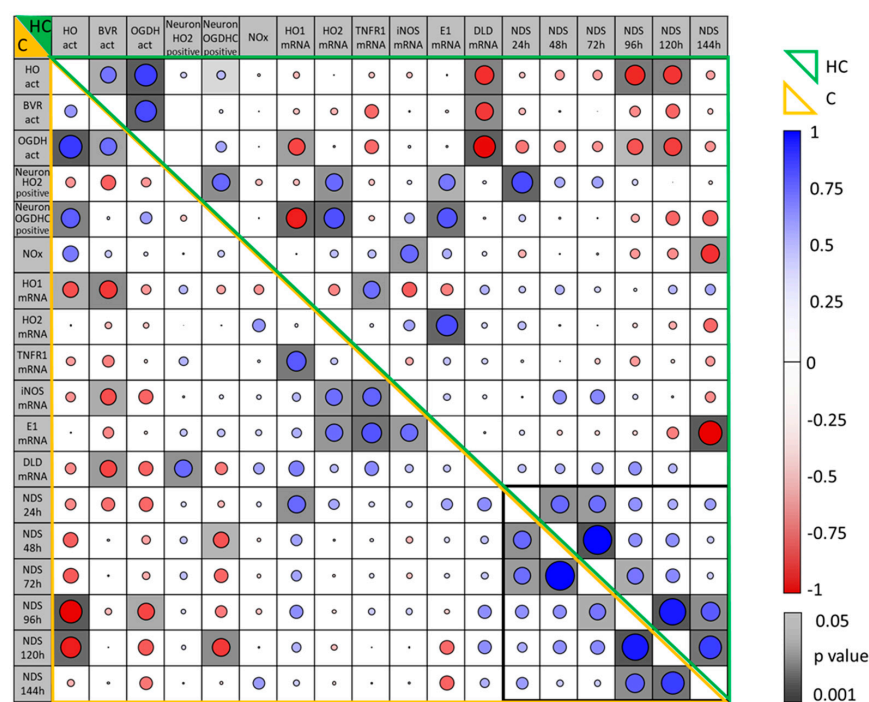 HC
C
HO act
BVR act
OGDH act
Neuron HO2 positive
Neuron OGDHC positive
NOx
HO1 mRNA
HO2 mRNA
TNFR1 mRNA
iNOS mRNA
E1 mRNA
DLD mRNA
NDS 24h
NDS 48h
NDS 72h
NDS 96h
NDS 120h
NDS 144h
HO act
BVR act
OGDH act
Neuron HO2 positive
Neuron OGDHC positive
NOx
HO1 mRNA
HO2 mRNA
TNFR1 mRNA
iNOS mRNA
E1 mRNA
DLD mRNA
NDS 24h
NDS 48h
NDS 72h
NDS 96h
NDS 120h
NDS 144h
HC
C
1
0.75
0.5
0.25
0
-0.25
-0.5
-0.75
-1
0.05
p value
0.001